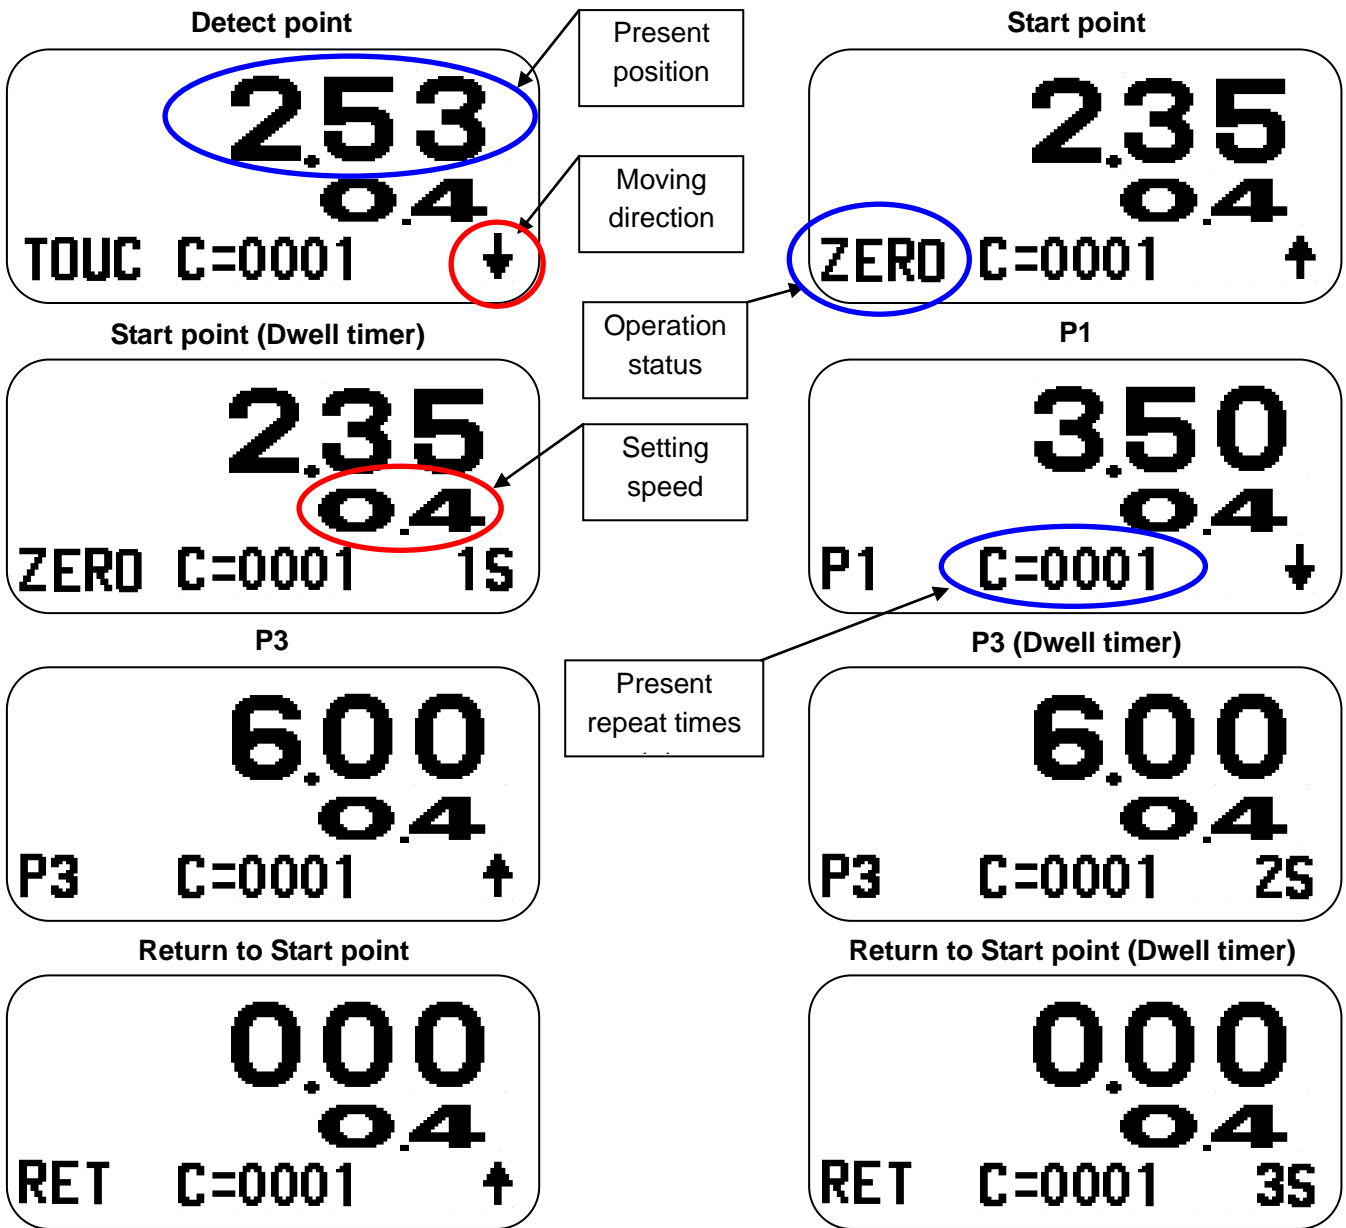 Detect point
2.53
0.4
TOUC C=0001
Present
position
Moving
direction
Start point
2.35
0.4
ZERO C=0001
Operation
status
Start point (Dwell timer)
2.35
0.4
ZERO C=0001 1S
Setting
speed
P1
3.50
0.4
P1 C=0001
Present
repeat times
P3
6.00
0.4
P3 C=0001
P3 (Dwell timer)
6.00
0.4
P3 C=0001 2S
Return to Start point
0.00
0.4
RET C=0001
Return to Start point (Dwell timer)
0.00
0.4
RET C=0001 3S